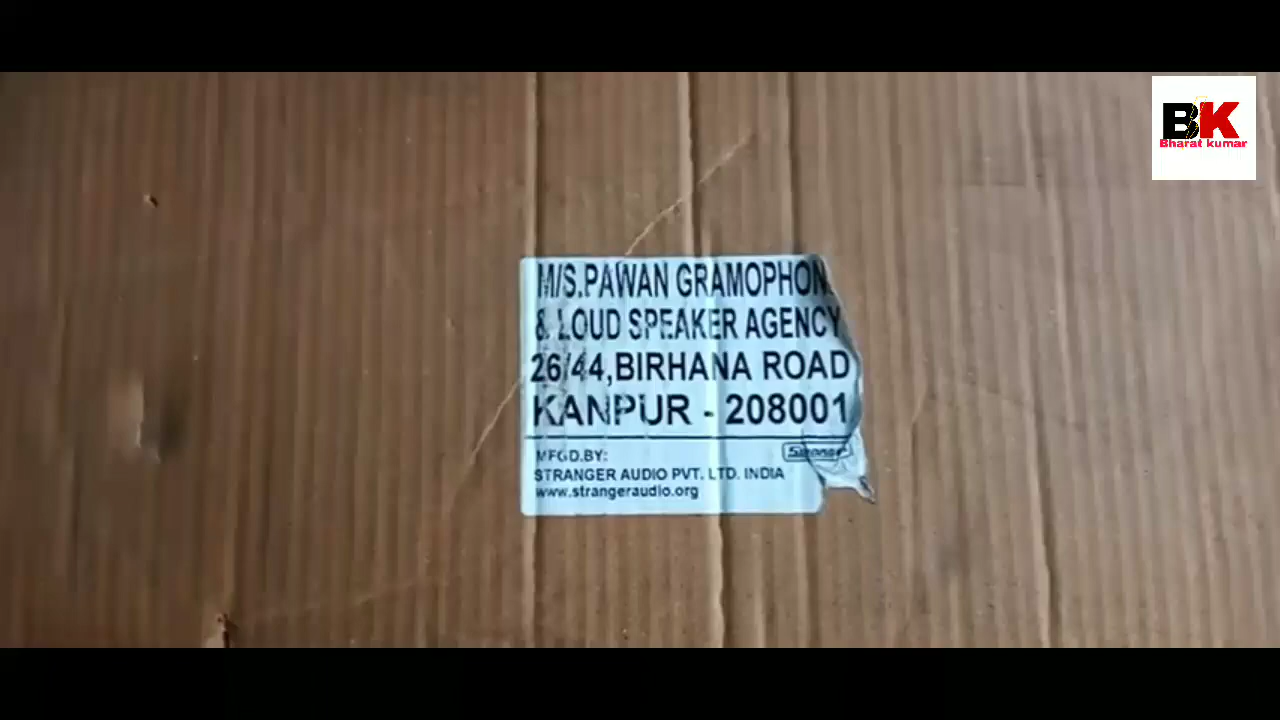 BK
Bharat kumar
M/S.PAWAN GRAMOPHON
& LOUD SPEAKER AGENCY
26/44,BIRHANA ROAD
KANPUR - 208001
MFGD.BY:
STRANGER AUDIO PVT. LTD. INDIA
www.strangeraudio.org